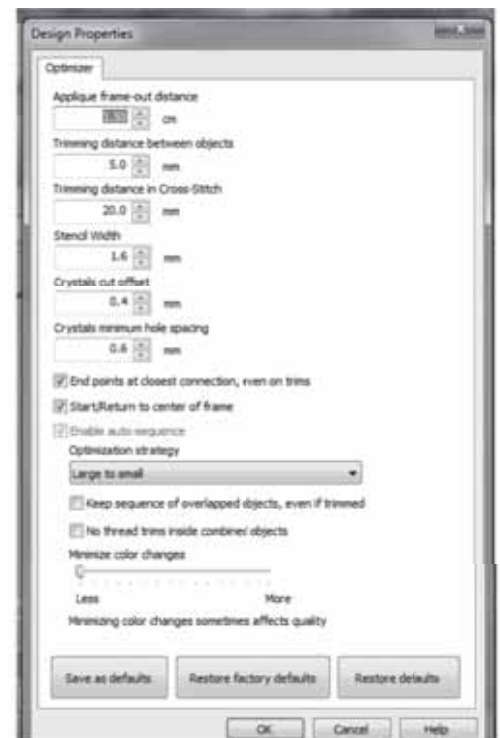 Design Properties
Optimizer
Applique frame-out distance
cm
Trimming distance between objects
5.0 mm
Trimming distance in Cross-Stitch
20.0 mm
Stencil Width
1.6 mm
Crystals cut offset
0.4 mm
Crystals minimum hole spacing
0.6 mm
End points at closest connection, even on trims
Start/Return to center of frame
Enable auto-sequence
Optimization strategy
Large to small
Keep sequence of overlapped objects, even if trimmed
No thread trims inside combined objects
Minimize color changes
Less More
Minimizing color changes sometimes affects quality
Save as defaults Restore factory defaults Restore defaults
OK Cancel Help